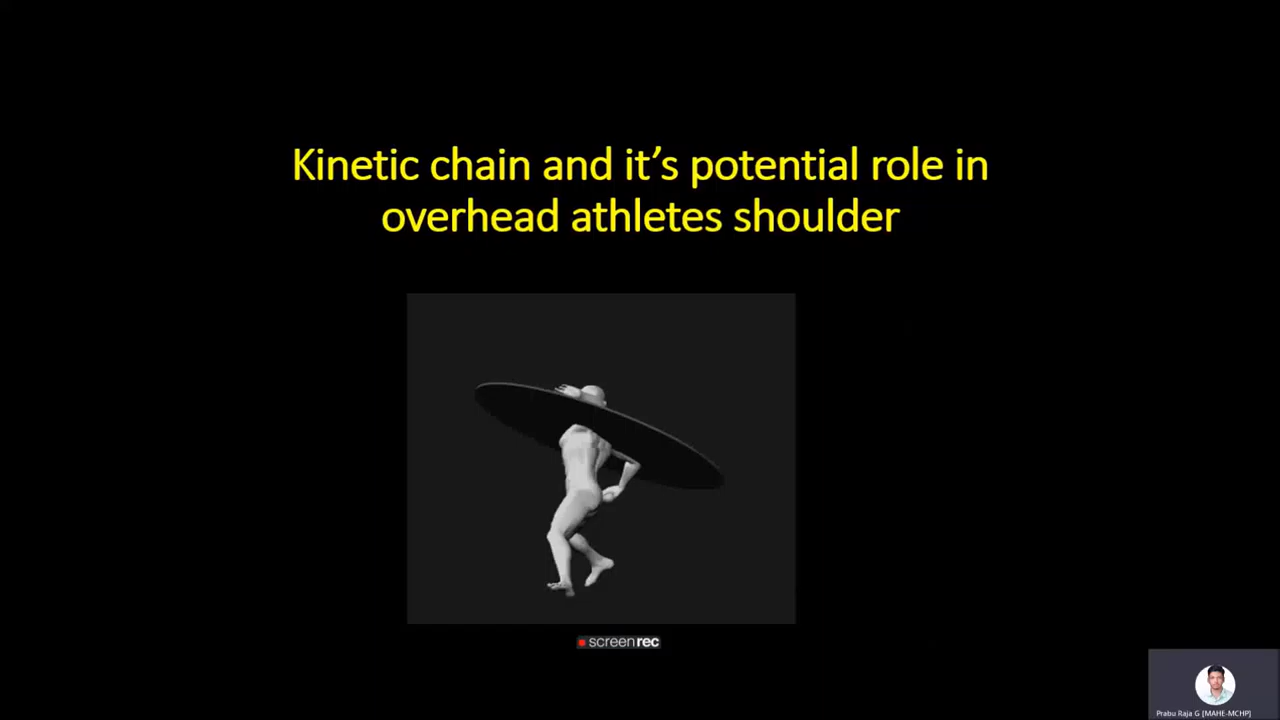 Kinetic chain and it’s potential role in
overhead athletes shoulder
screenrec
Prabu Raja G [MAHE-MCHP]